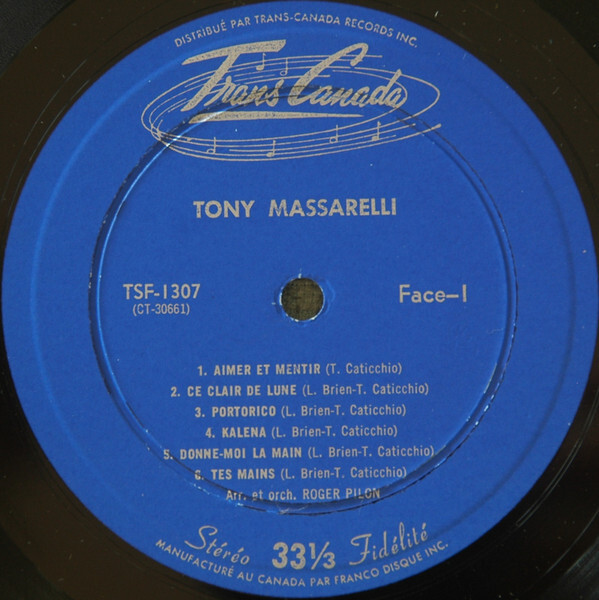 DISTRIBUÉ PAR TRANS-CANADA RECORDS INC.
Trans Canada
TONY MASSARELLI
TSF-1307
(CT-30661)
Face-1
1. AIMER ET MENTIR (T. Caticchio)
2. CE CLAIR DE LUNE (L. Brien-T. Caticchio)
3. PORTORICO (L. Brien-T. Caticchio)
4. KALENA (L. Brien-T. Caticchio)
5. DONNE-MOI LA MAIN (L. Brien-T. Caticchio)
6. TES MAINS (L. Brien-T. Caticchio)
Arr. et orch. ROGER PILON
Stéréo 33⅓ Fidélité
MANUFACTURÉ AU CANADA PAR FRANCO DISQUE INC.